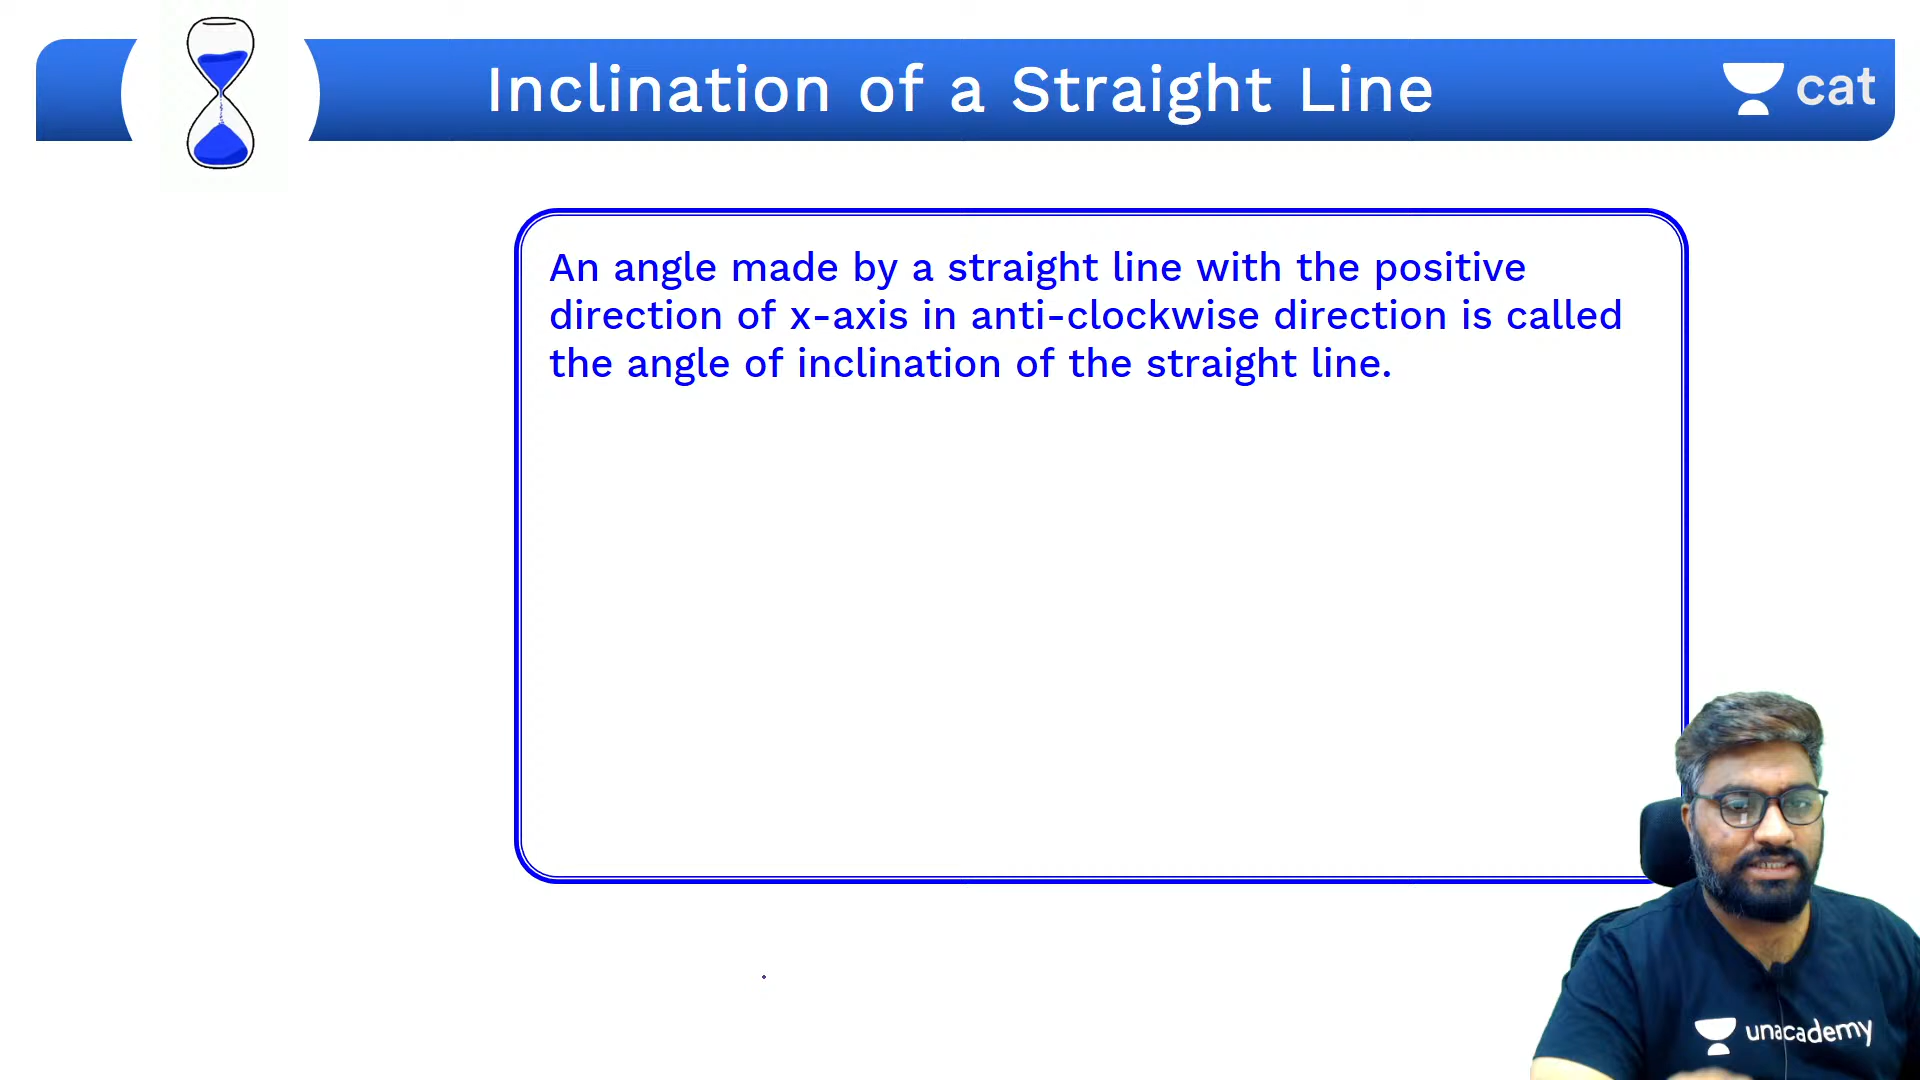 Inclination of a Straight Line
cat
An angle made by a straight line with the positive
direction of x-axis in anti-clockwise direction is called
the angle of inclination of the straight line.
unacademy